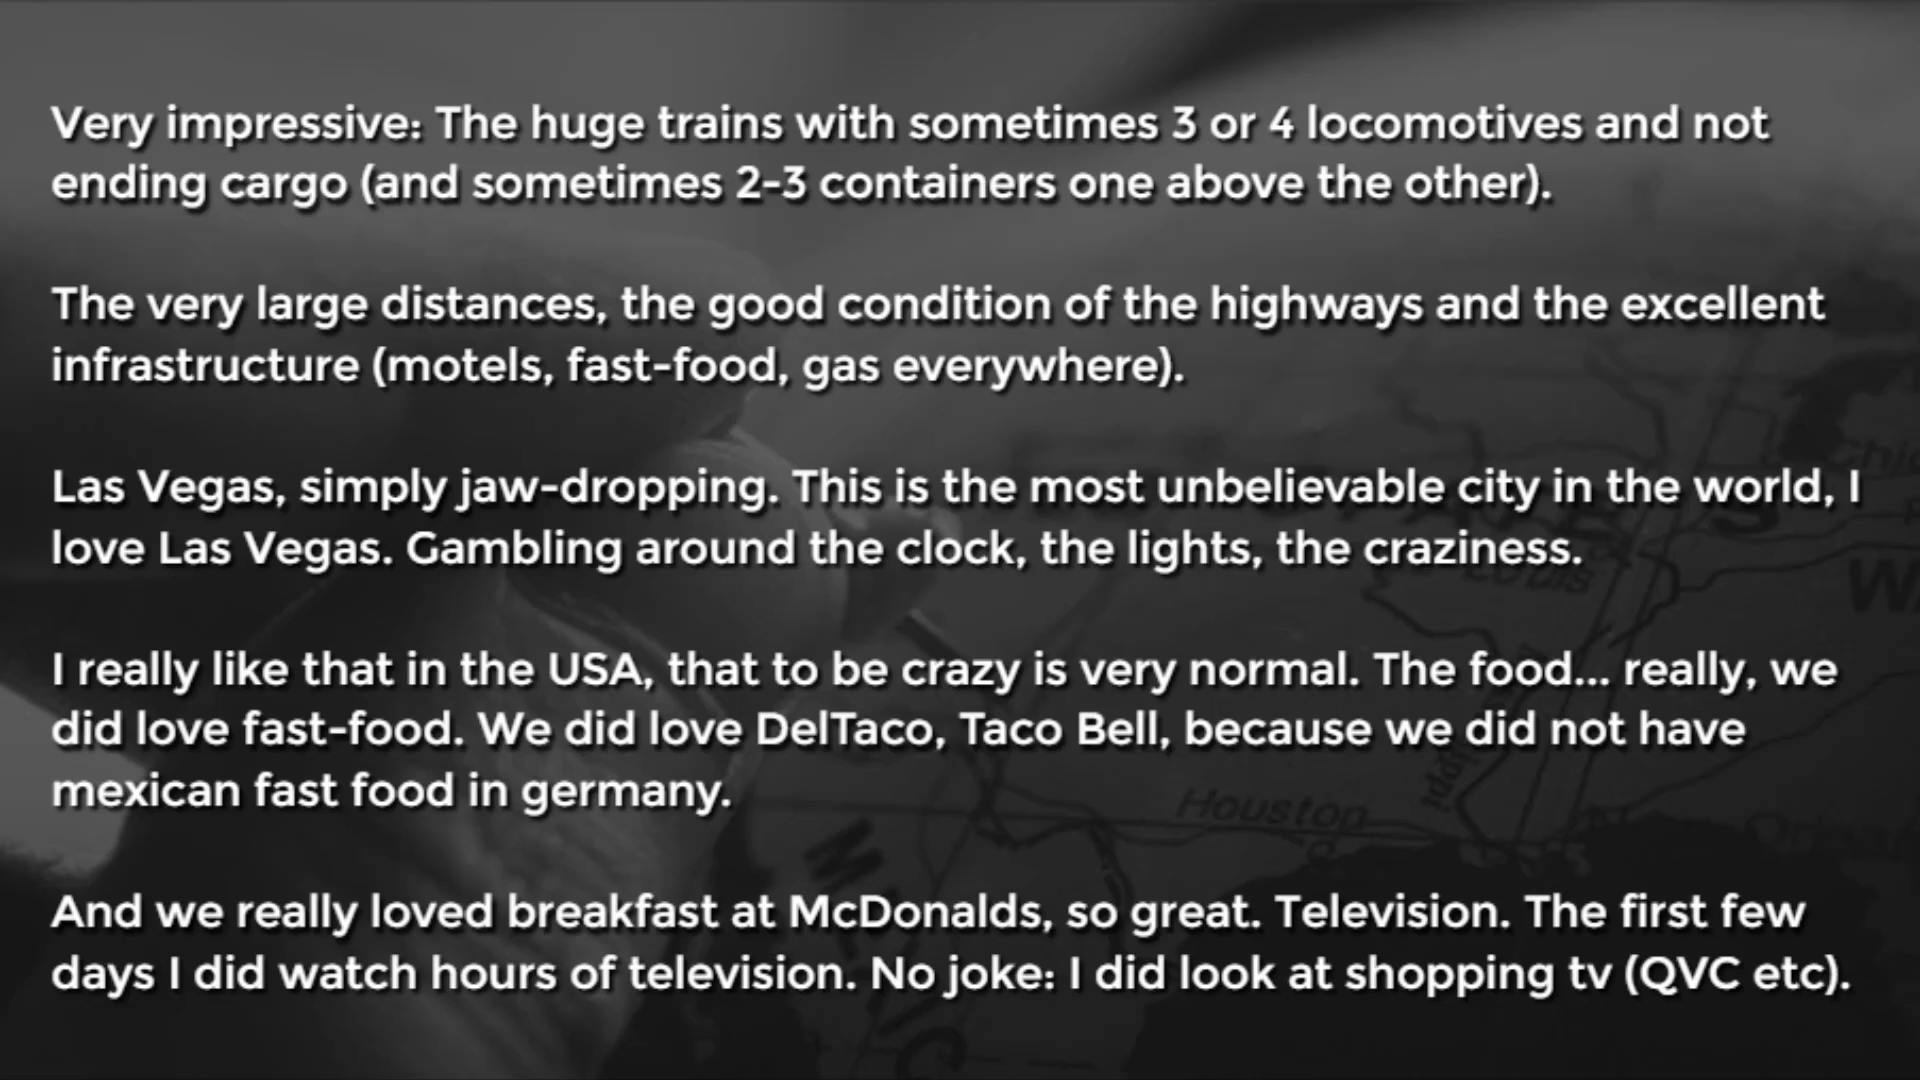 Very impressive: The huge trains with sometimes 3 or 4 locomotives and not
ending cargo (and sometimes 2-3 containers one above the other).
The very large distances, the good condition of the highways and the excellent
infrastructure (motels, fast-food, gas everywhere).
Las Vegas, simply jaw-dropping. This is the most unbelievable city in the world, I
love Las Vegas. Gambling around the clock, the lights, the craziness.
I really like that in the USA, that to be crazy is very normal. The food... really, we
did love fast-food. We did love DelTaco, Taco Bell, because we did not have
mexican fast food in germany.
And we really loved breakfast at McDonalds, so great. Television. The first few
days I did watch hours of television. No joke: I did look at shopping tv (QVC etc).
Houston